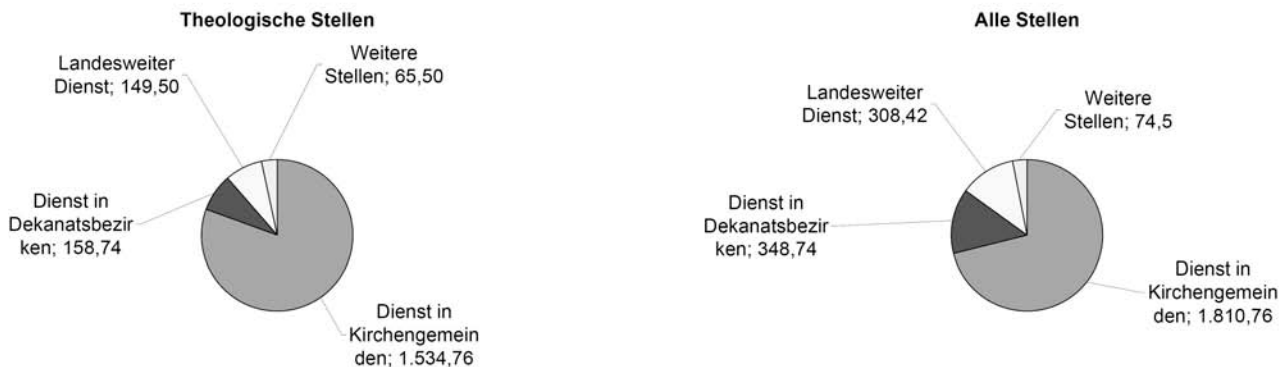 Theologische Stellen
Landesweiter
Dienst; 149,50
Weitere
Stellen; 65,50
Dienst in
Dekanatsbezir
ken; 158,74
Dienst in
Kirchengemein
den; 1.534,76
Alle Stellen
Landesweiter
Dienst; 308,42
Weitere
Stellen; 74,5
Dienst in
Dekanatsbezir
ken; 348,74
Dienst in
Kirchengemein
den; 1.810,76